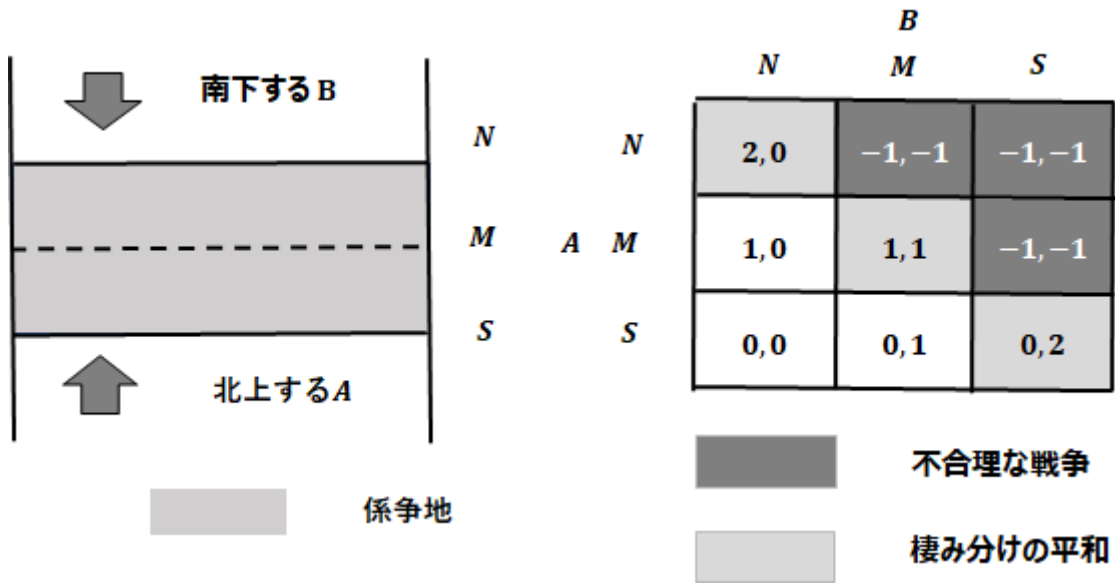 南下するB
北上するA
N
M
S
係争地
B
N M S
A
N 2, 0 −1, −1 −1, −1
M 1, 0 1, 1 −1, −1
S 0, 0 0, 1 0, 2
不合理な戦争
棲み分けの平和